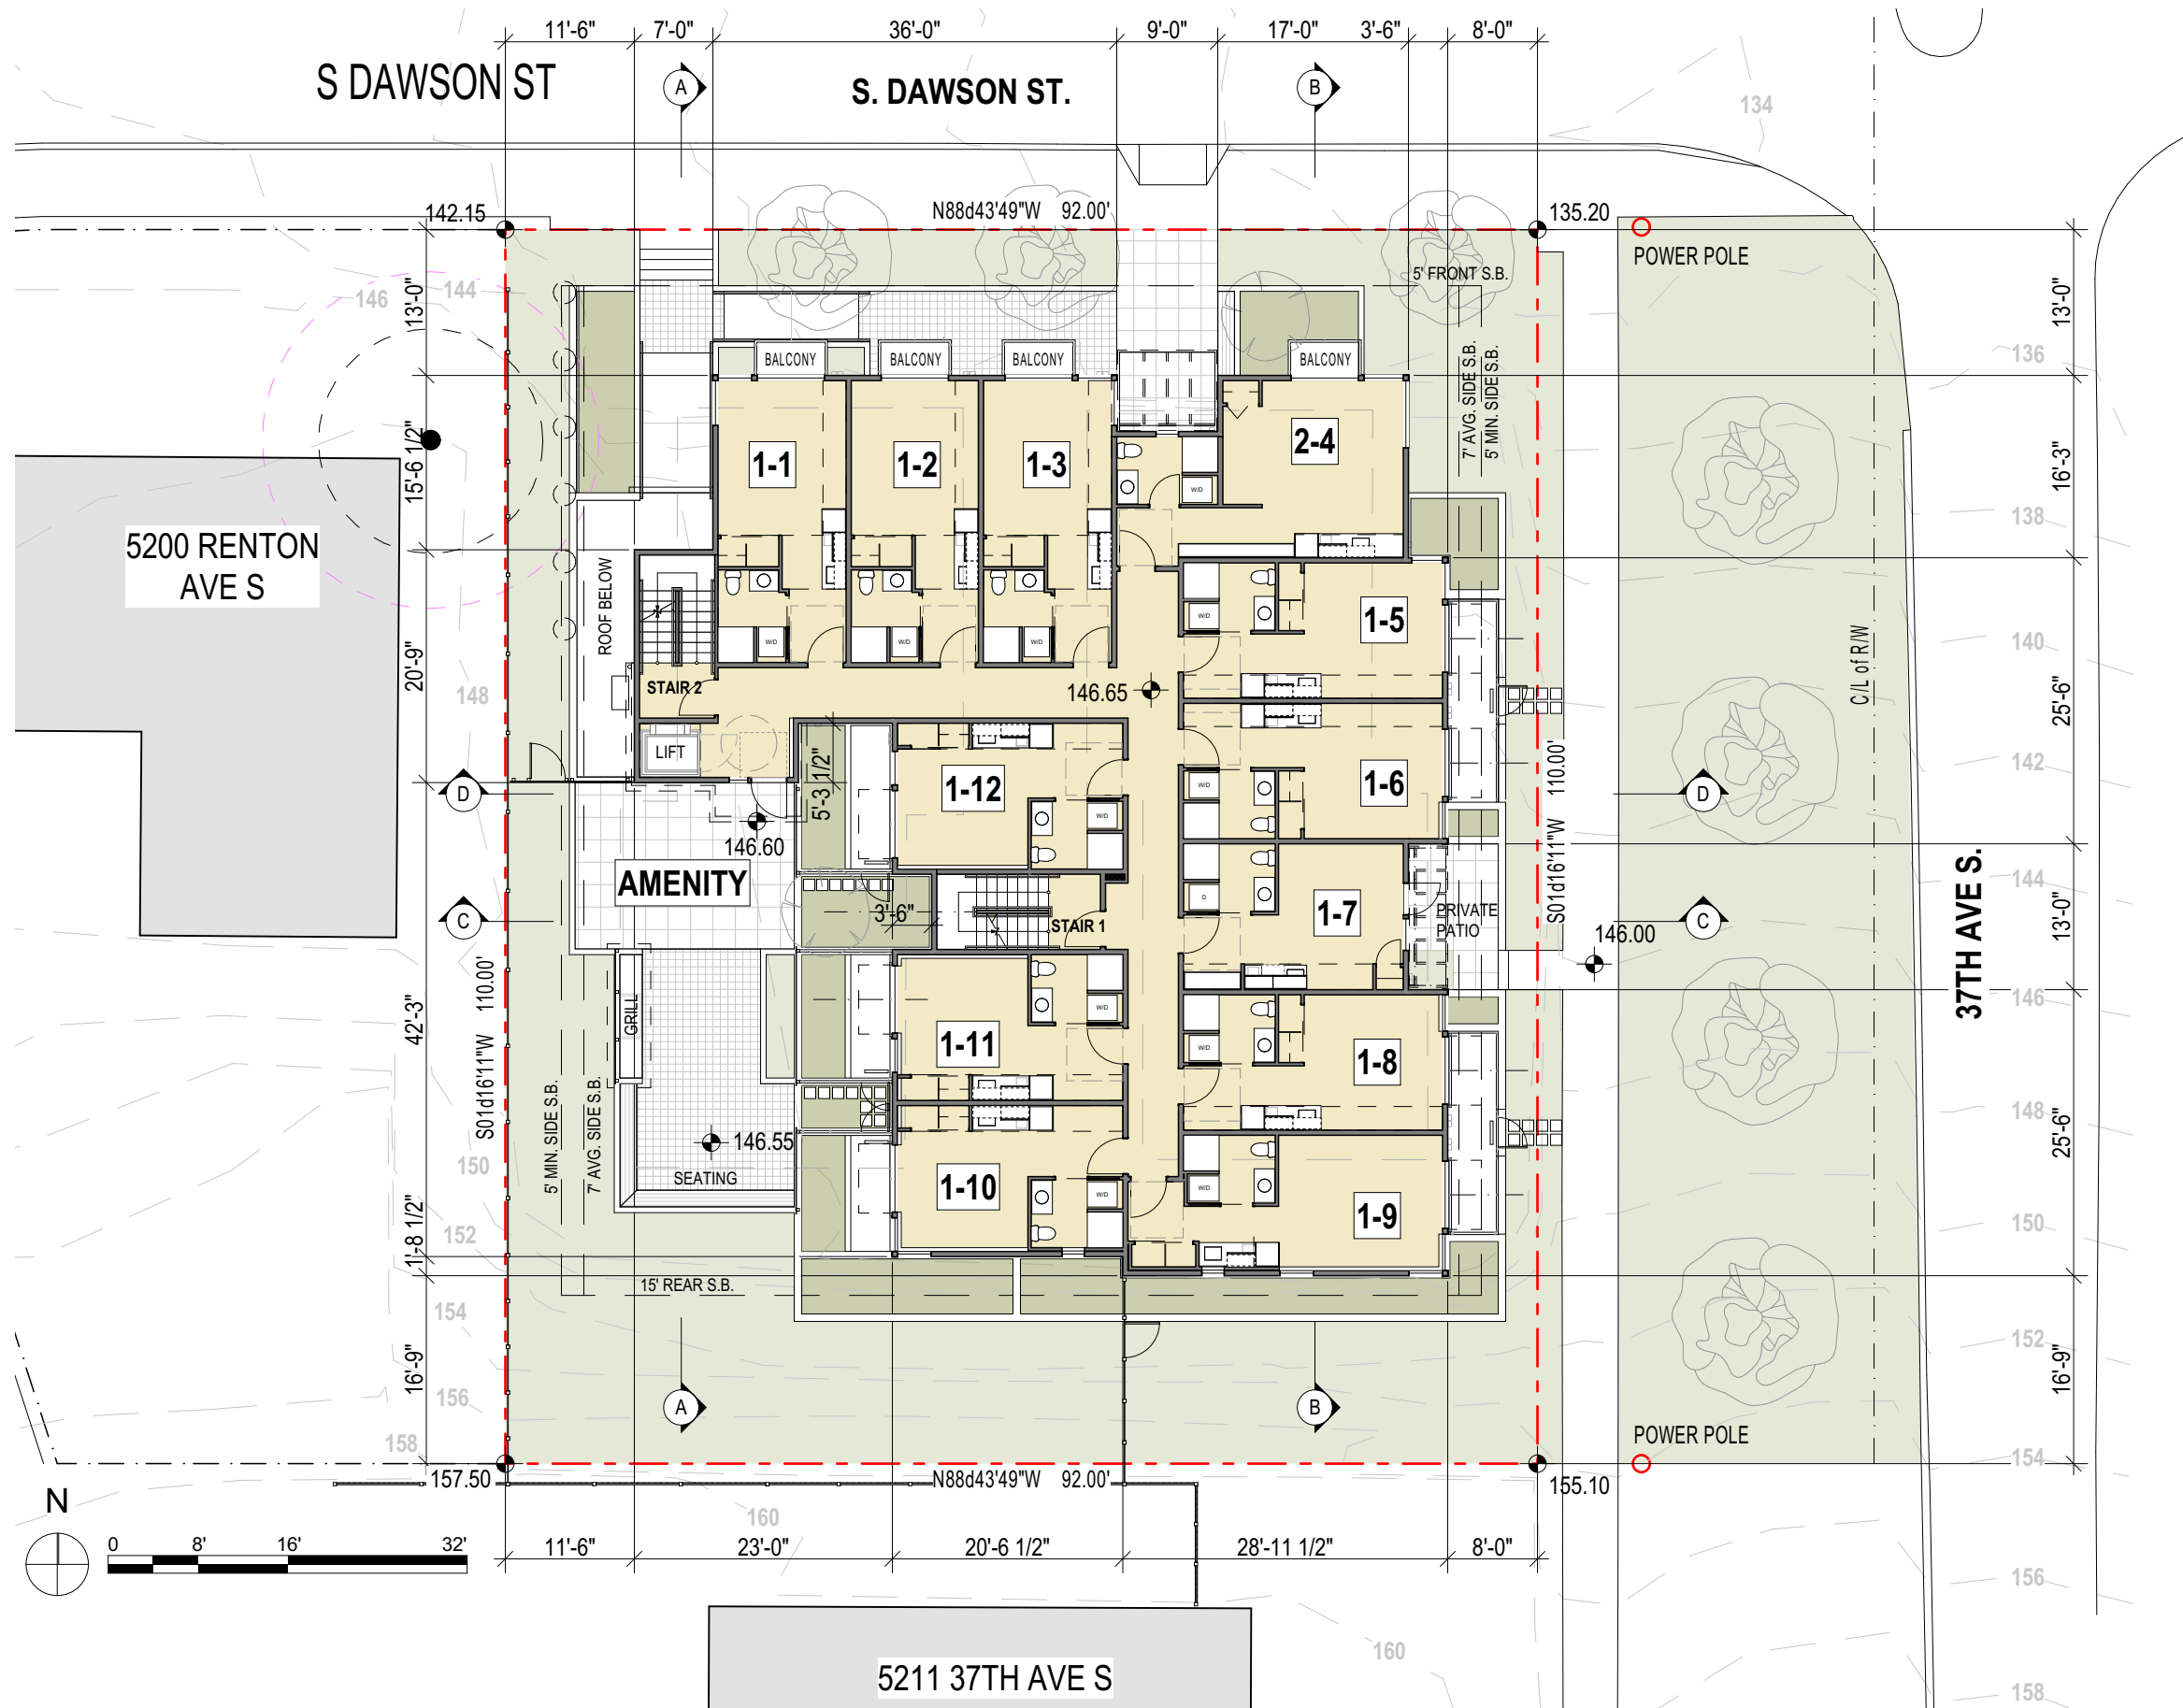 11'-6" 7'-0" 36'-0" 9'-0" 17'-0" 3'-6" 8'-0"
S DAWSON ST
A
S. DAWSON ST.
B
134
142.15
N88d43'49"W 92.00'
135.20
POWER POLE
5' FRONT S.B.
146
144
13'-0"
13'-0"
BALCONY
BALCONY
BALCONY
BALCONY
7' AVG. SIDE S.B.
5' MIN. SIDE S.B.
136
15'-6 1/2"
1-1
1-2
1-3
2-4
16'-3"
W/D
138
5200 RENTON
AVE S
ROOF BELOW
1-5
W/D
W/D
W/D
W/D
C/L of R/W
140
20'-9"
148
STAIR 2
146.65
25'-6"
LIFT
5'-3 1/2"
1-12
W/D
W/D
1-6
S01d16'11"W 110.00'
142
D
D
146.60
AMENITY
144
37TH AVE S.
C
3'-6"
STAIR 1
D
1-7
PRIVATE
PATIO
C
13'-0"
146.00
S01d16'11"W 110.00'
42'-3"
GRILL
146
W/D
1-11
W/D
1-8
148
5' MIN. SIDE S.B.
7' AVG. SIDE S.B.
146.55
150
SEATING
1-10
W/D
W/D
1-9
25'-6"
150
152
1'-8 1/2"
15' REAR S.B.
154
152
16'-9"
16'-9"
156
A
B
158
POWER POLE
154
157.50
N88d43'49"W 92.00'
155.10
N
160
0 8' 16' 32'
11'-6" 23'-0" 20'-6 1/2" 28'-11 1/2" 8'-0"
156
5211 37TH AVE S
160
158